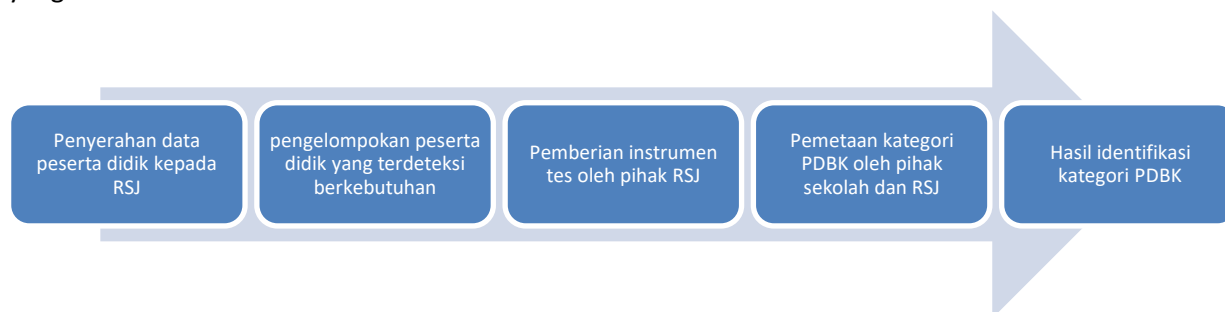 Penyerahan data
peserta didik kepada
RSJ
pengelompokan peserta
didik yang terdeteksi
berkebutuhan
Pemberian instrumen
tes oleh pihak RSJ
Pemetaan kategori
PDBK oleh pihak
sekolah dan RSJ
Hasil identifikasi
kategori PDBK